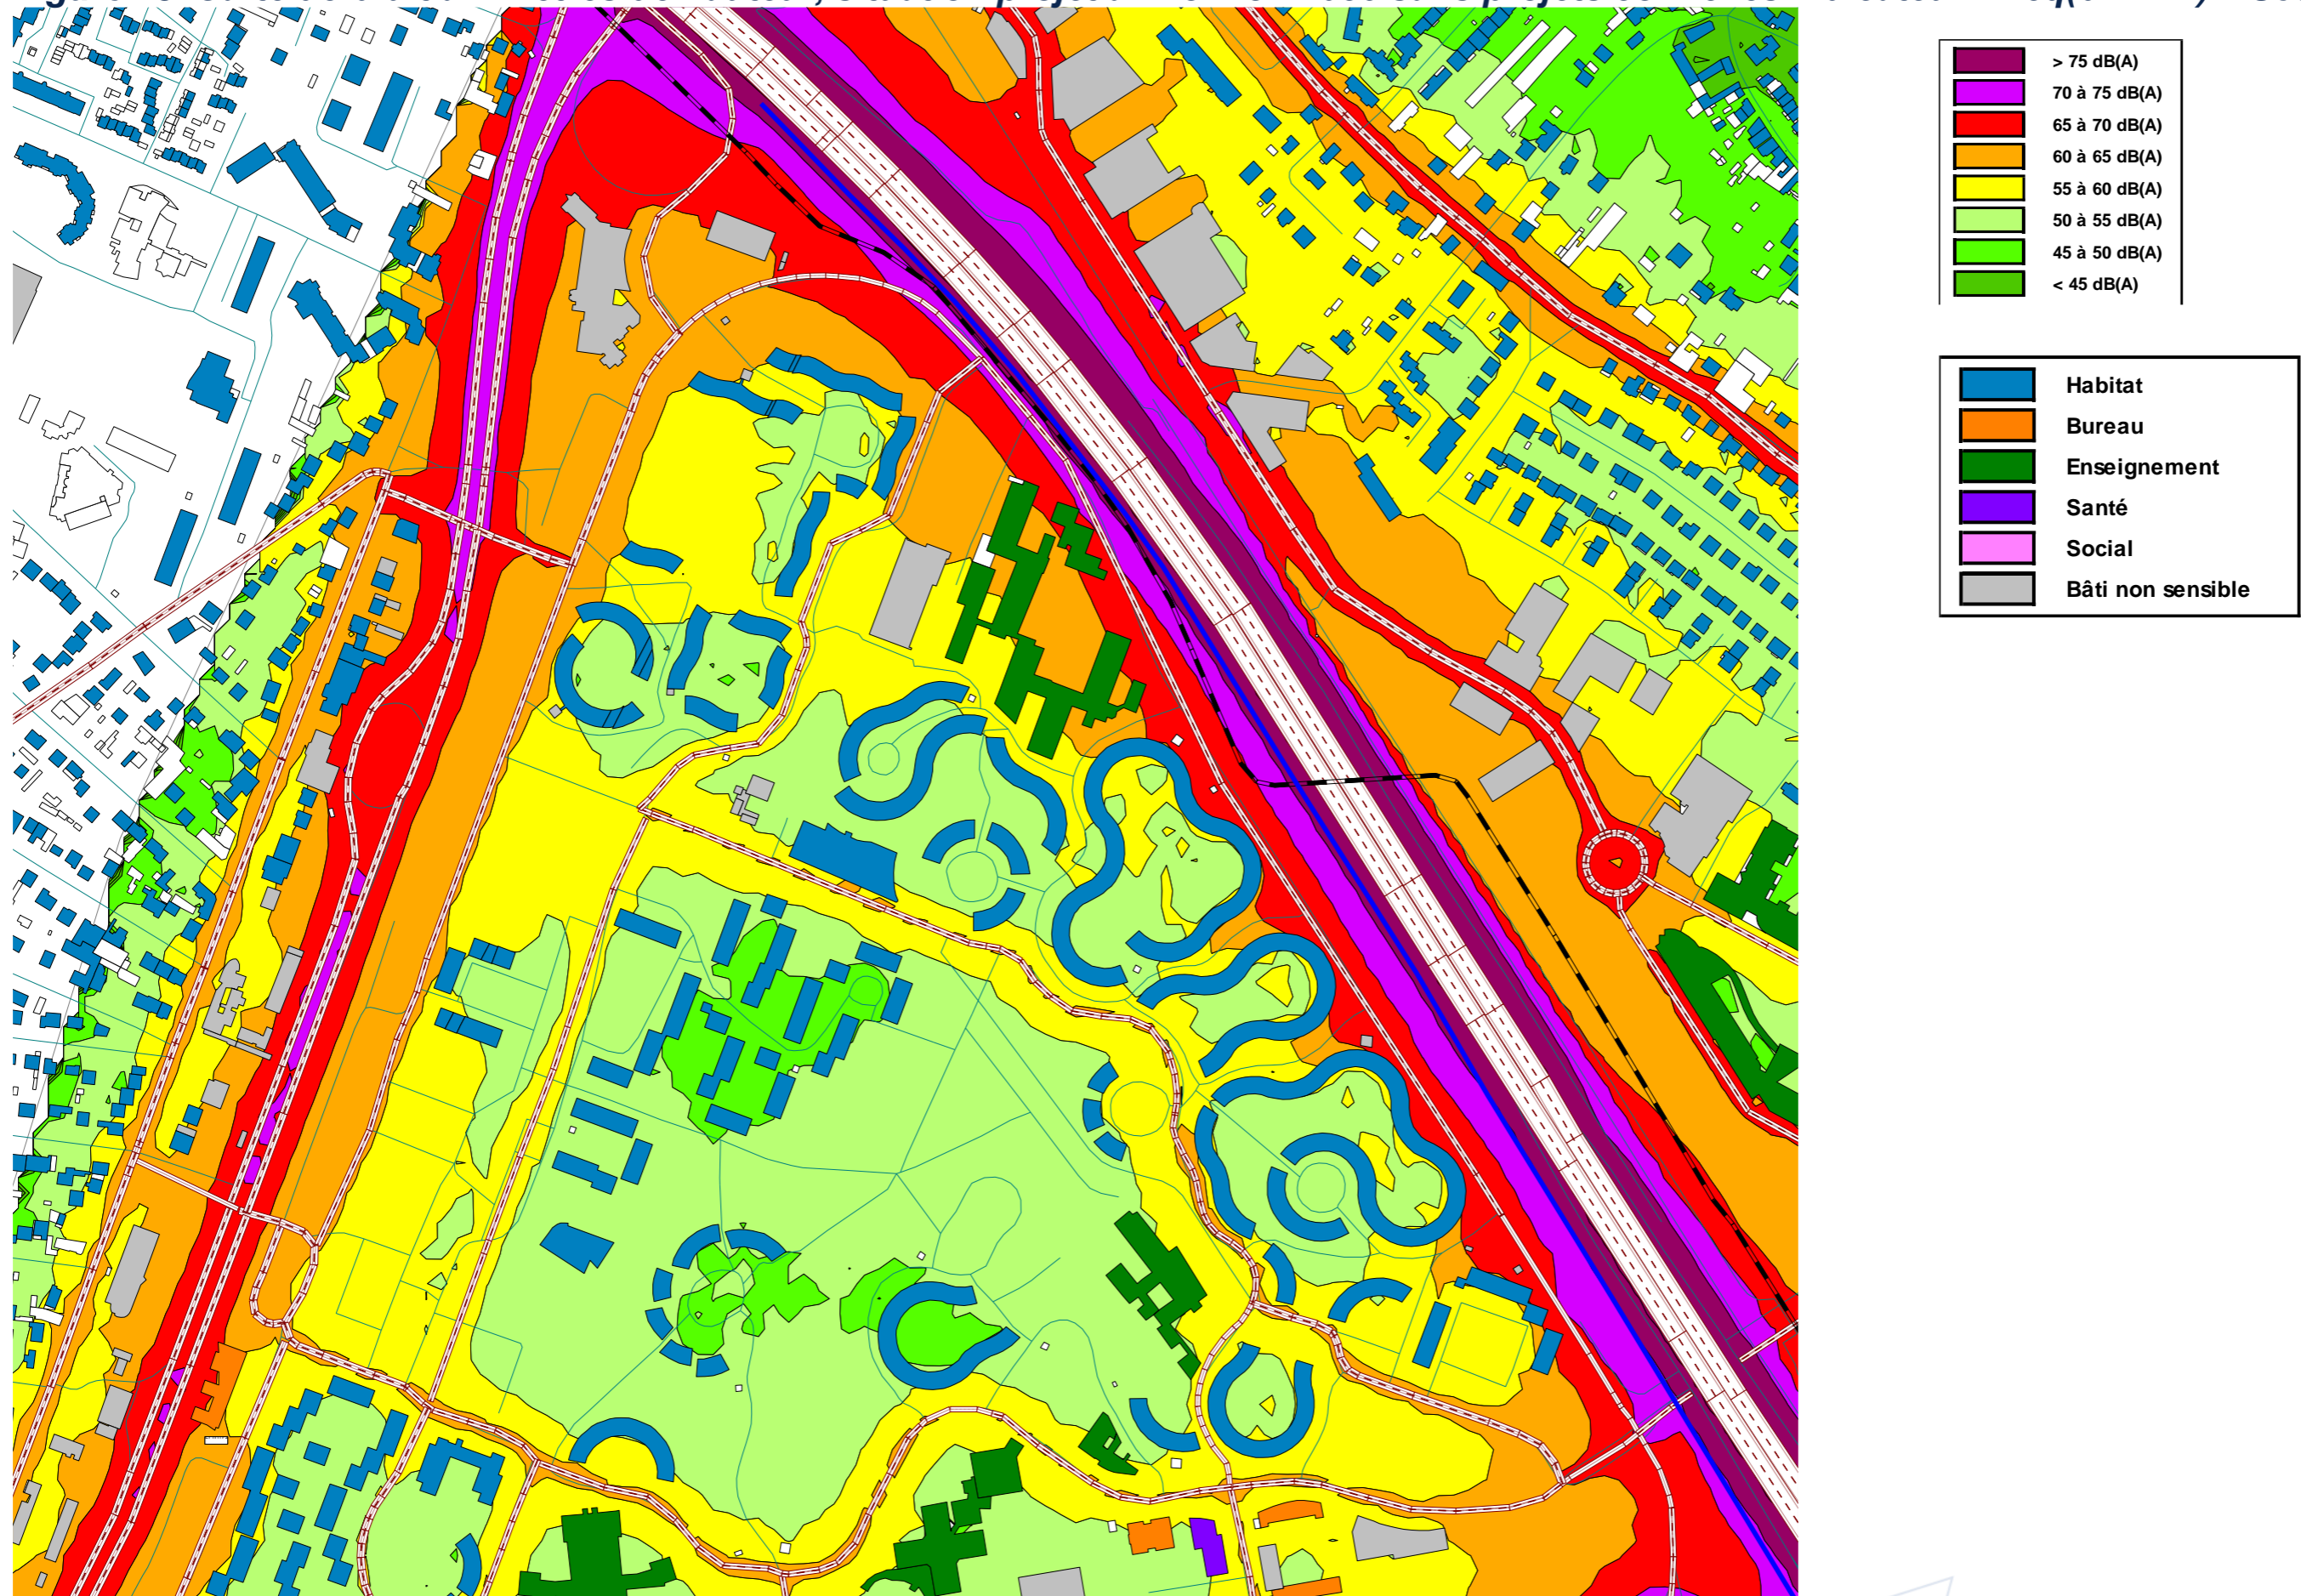 > 75 dB(A)
70 à 75 dB(A)
65 à 70 dB(A)
60 à 65 dB(A)
55 à 60 dB(A)
50 à 55 dB(A)
45 à 50 dB(A)
< 45 dB(A)
Habitat
Bureau
Enseignement
Santé
Social
Bâti non sensible